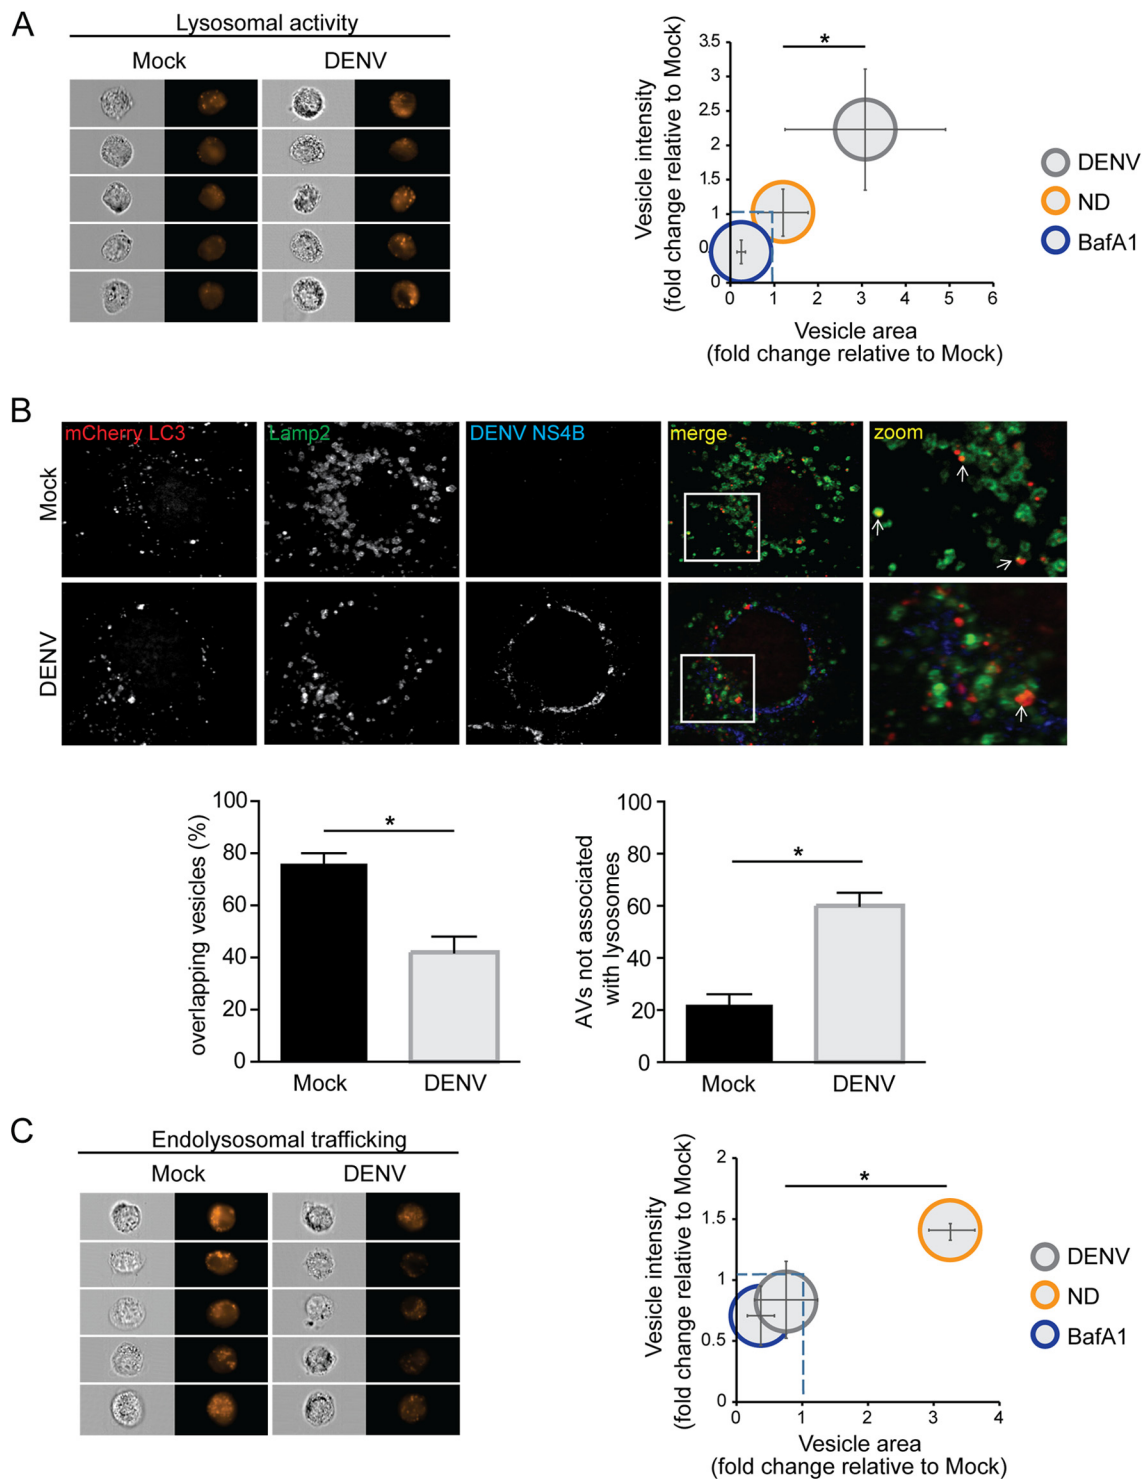 A
Lysosomal activity
Mock
DENV
Vesicle intensity
(fold change relative to Mock)
3.5
3
2.5
2
1.5
1
0
0
*
0
1
2
3
4
5
6
Vesicle area
(fold change relative to Mock)
DENV
ND
BafA1
B
mCherry LC3
Lamp2
DENV NS4B
merge
zoom
Mock
DENV
overlapping vesicles (%)
100
80
60
40
20
0
*
Mock
DENV
AVs not associated
with lysosomes
100
80
60
40
20
0
*
Mock
DENV
C
Endolysosomal trafficking
Mock
DENV
Vesicle intensity
(fold change relative to Mock)
2
1.5
1
0.5
0
*
0
1
2
3
4
Vesicle area
(fold change relative to Mock)
DENV
ND
BafA1